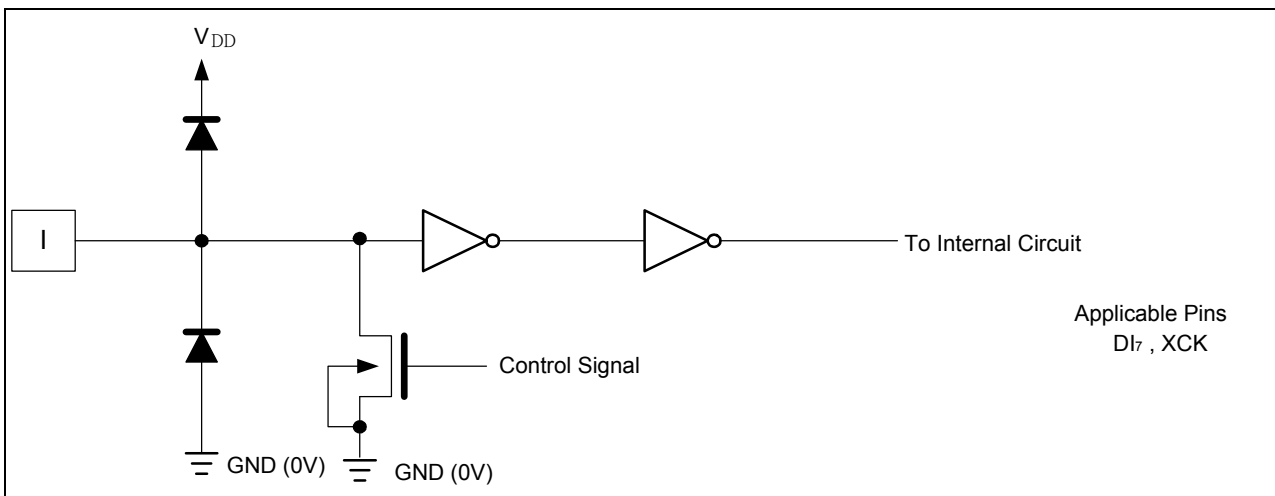 VDD
I
To Internal Circuit
Applicable Pins
DI7 , XCK
Control Signal
GND (0V)
GND (0V)